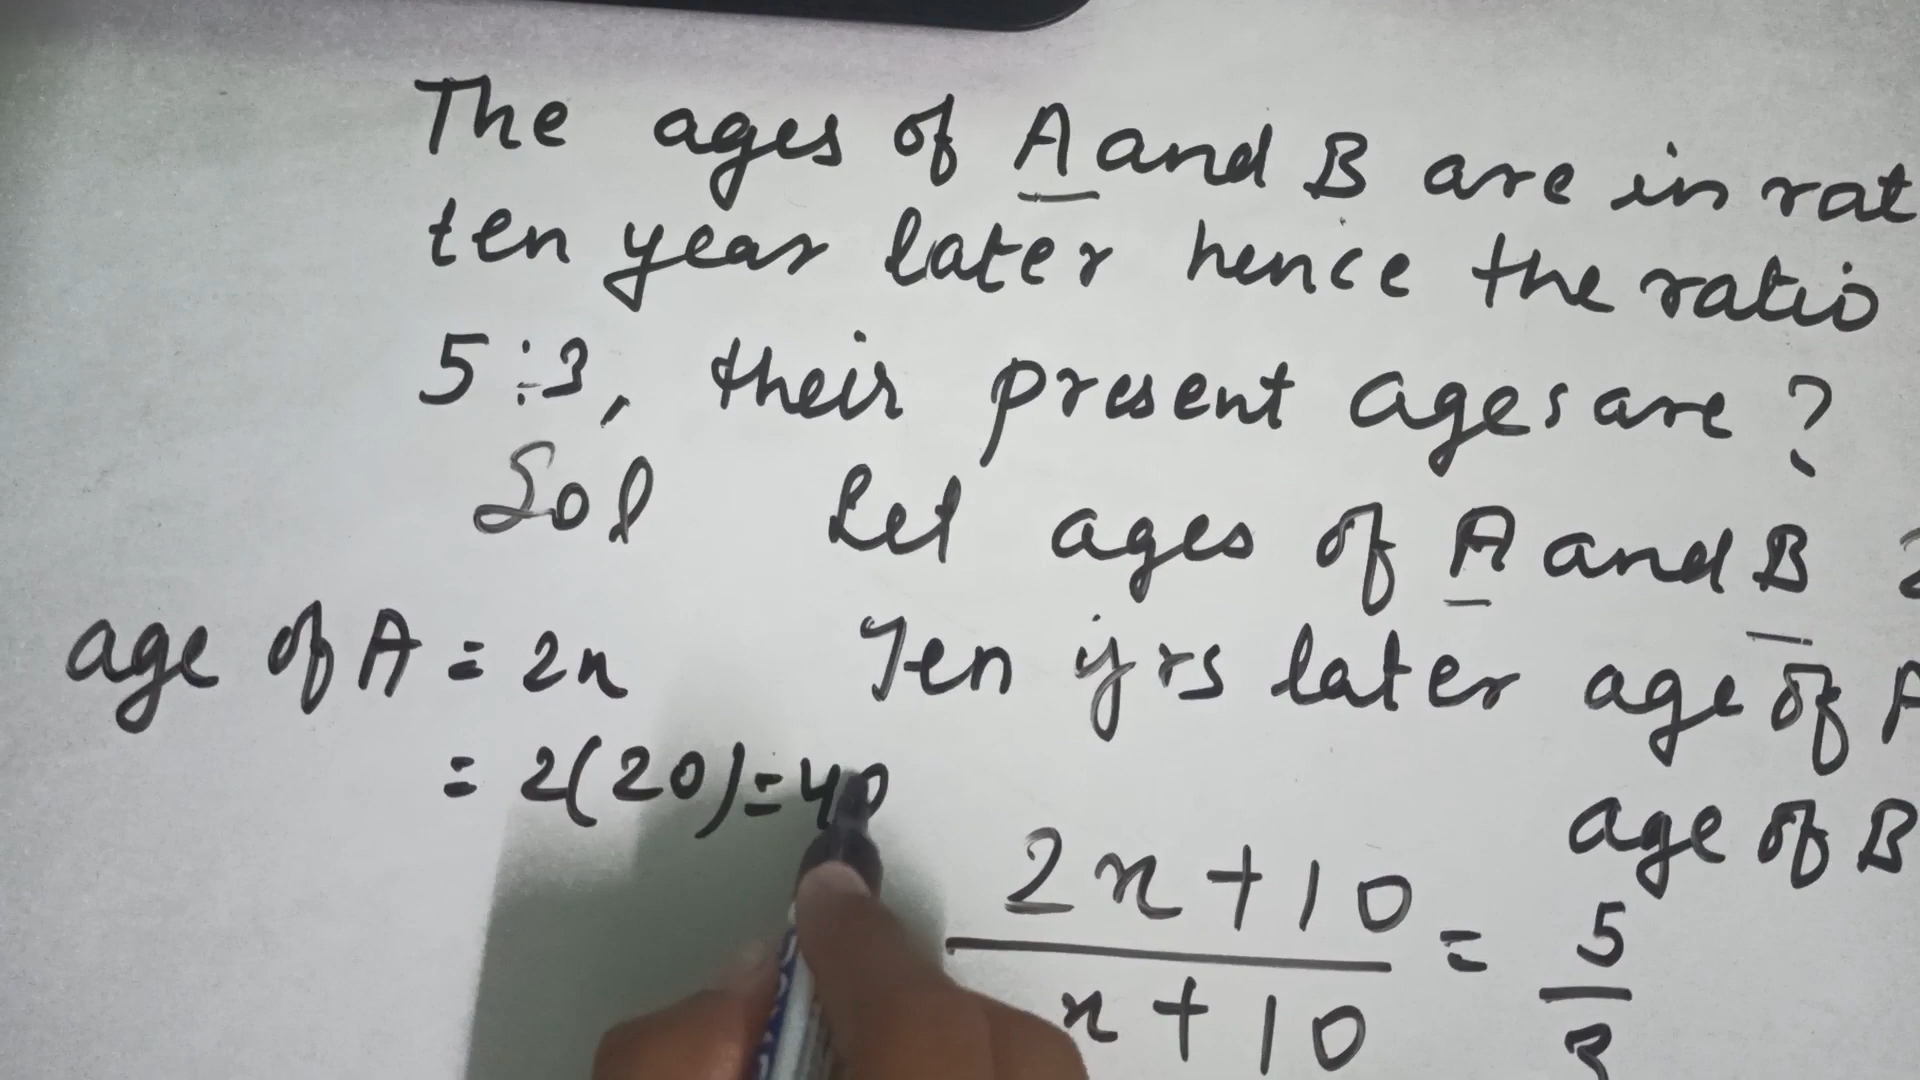 The ages of A and B are in rat
ten year later hence the ratio
5:3, their present ages are ?
Sol Let ages of A and B 2
age of A = 2x
= 2(20)=40
Ten yrs later age of A
age of B
2x+10 / x+10 = 5 / 3